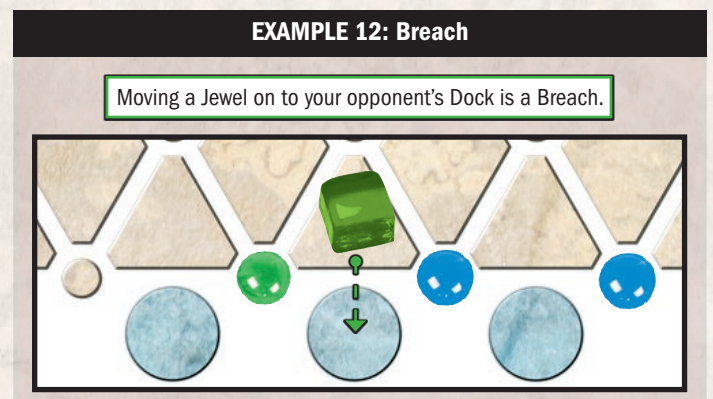 EXAMPLE 12: Breach
Moving a Jewel on to your opponent's Dock is a Breach.